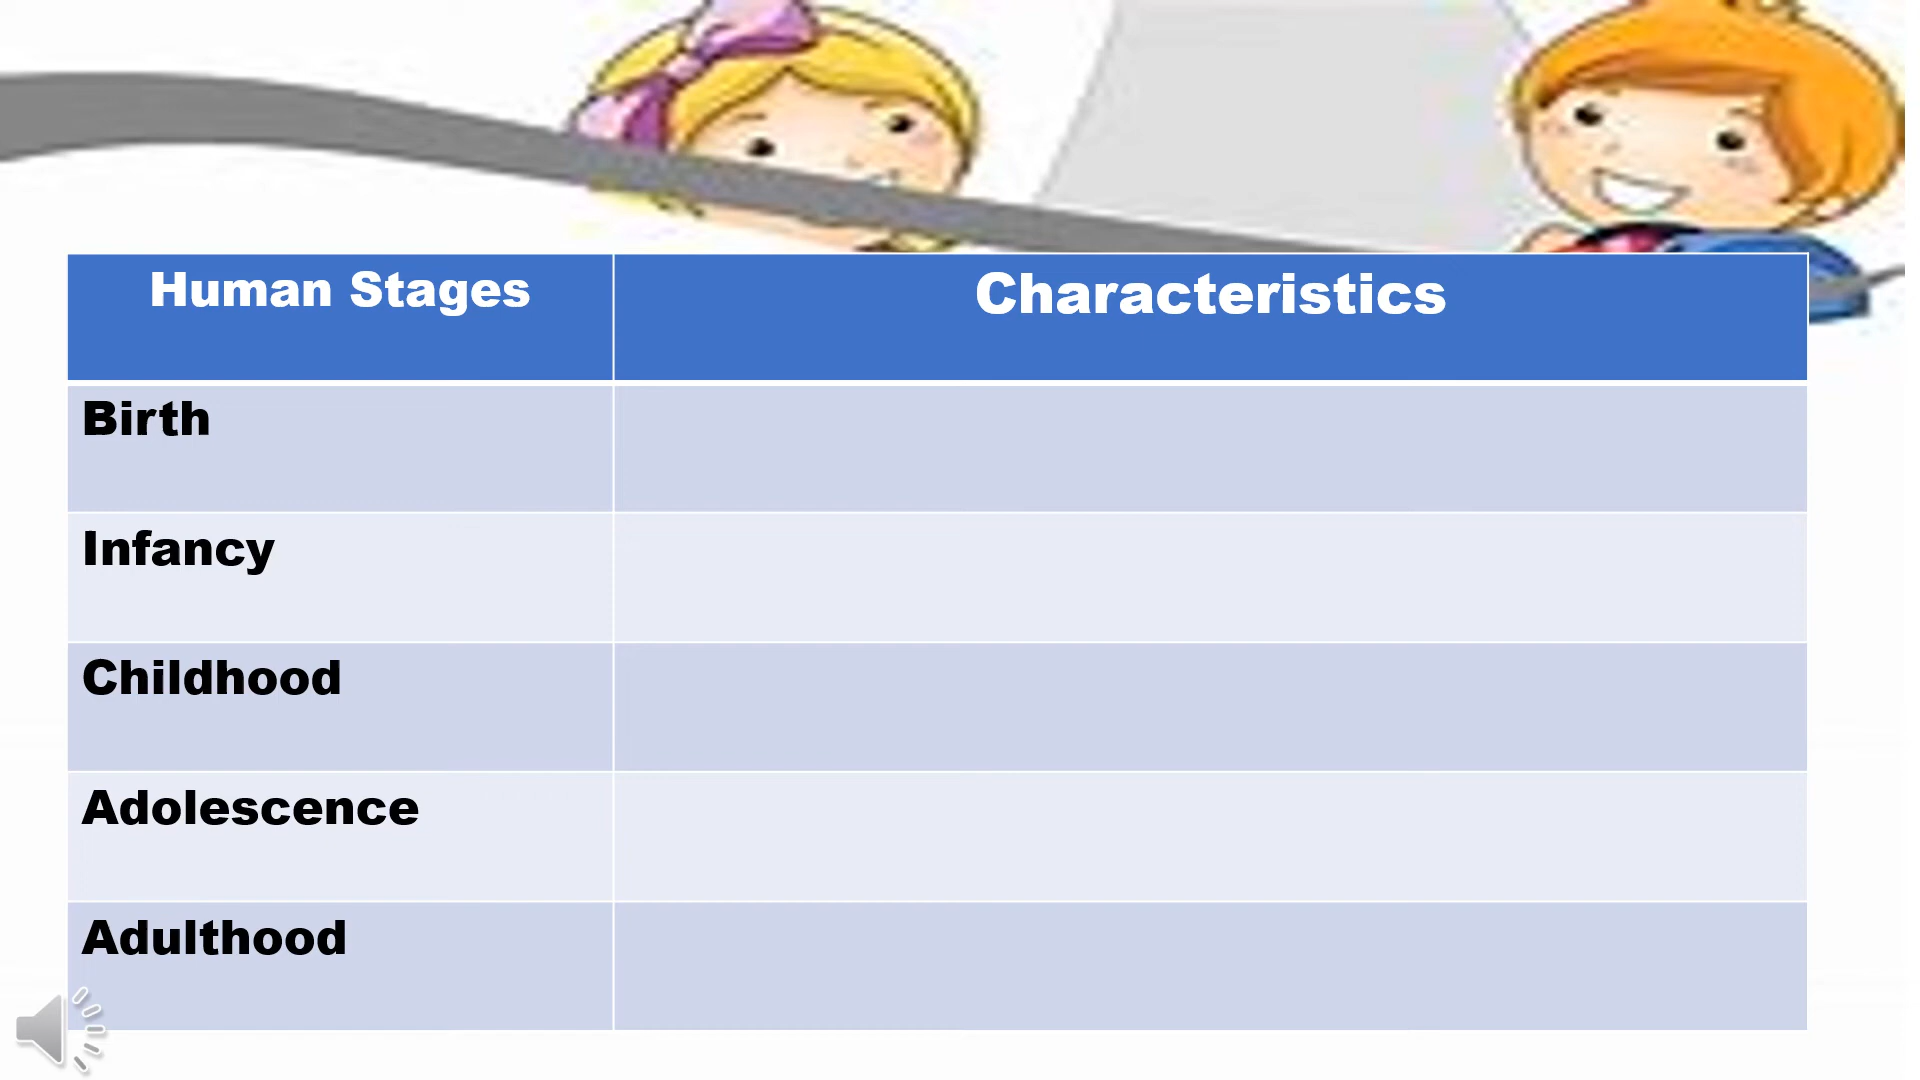 Human Stages
Characteristics
Birth
Infancy
Childhood
Adolescence
Adulthood